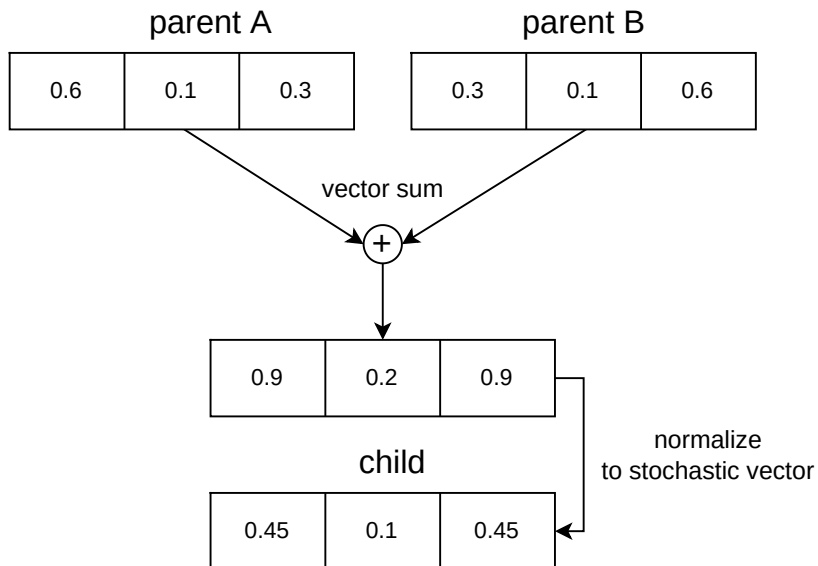 parent A
parent B
0.6 0.1 0.3
0.3 0.1 0.6
vector sum
+
0.9 0.2 0.9
normalize
to stochastic vector
child
0.45 0.1 0.45